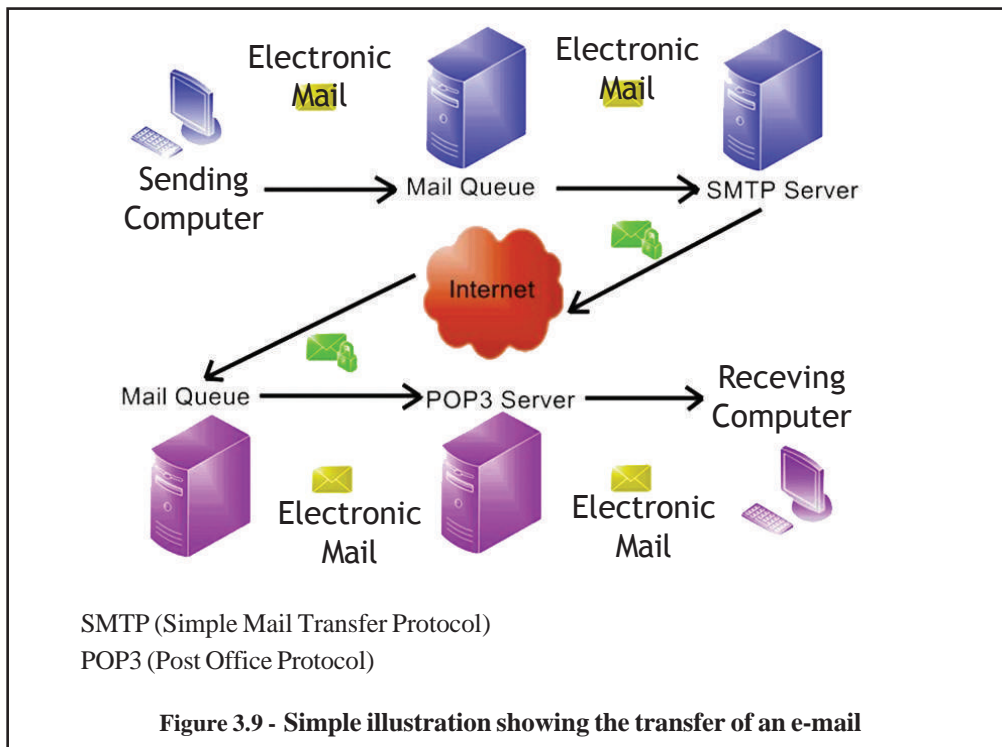 Electronic
Mail
Electronic
Mail
Sending
Computer
Mail Queue
SMTP Server
Internet
Mail Queue
POP3 Server
Receving
Computer
Electronic
Mail
Electronic
Mail
SMTP (Simple Mail Transfer Protocol)
POP3 (Post Office Protocol)
Figure 3.9 - Simple illustration showing the transfer of an e-mail